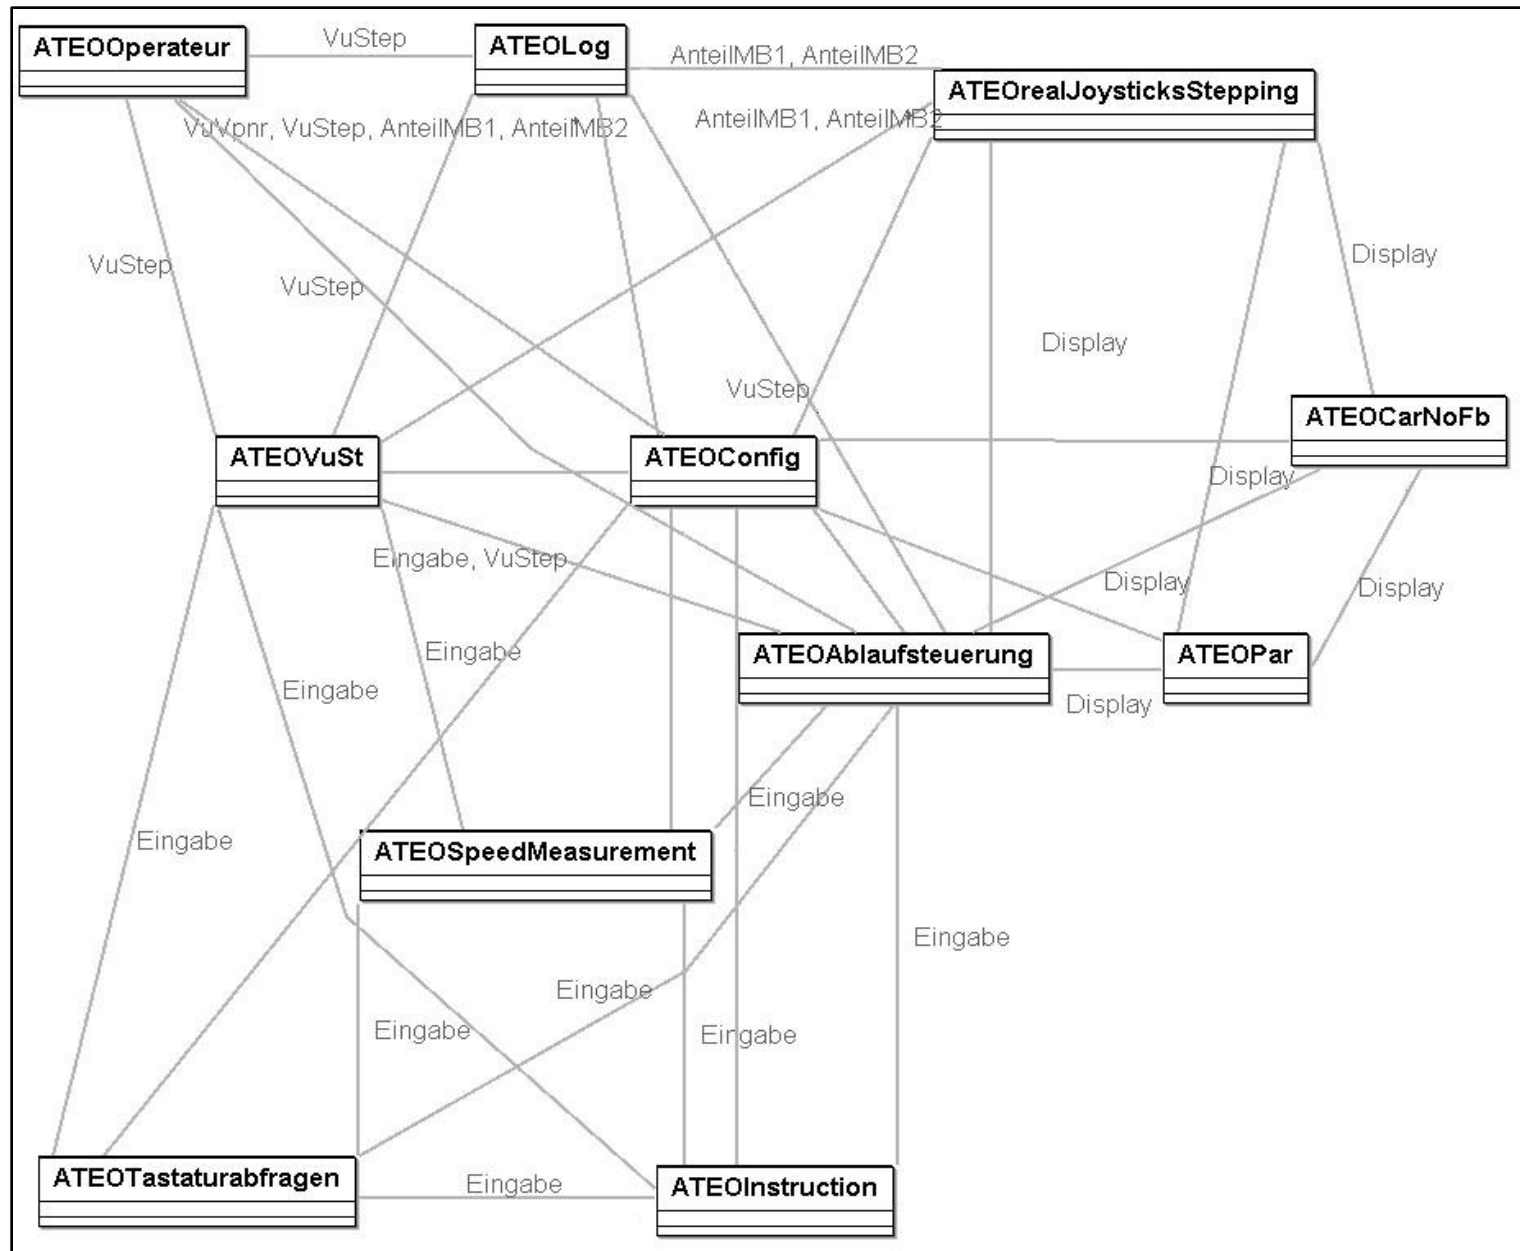 ATEOOperateur
VuStep
ATEOLog
AnteilMB1, AnteilMB2
ATEOrealJoysticksStepping
VuVpnr, VuStep, AnteilMB1, AnteilMB2
AnteilMB1, AnteilMB2
VuStep
VuStep
Display
Display
VuStep
ATEOCarNoFb
ATEOVuSt
ATEOConfig
Display
Eingabe, VuStep
Display
Display
Eingabe
ATEOAblaufsteuerung
ATEOPar
Eingabe
Display
Eingabe
Eingabe
ATEOSpeedMeasurement
Eingabe
Eingabe
Eingabe
Eingabe
ATEOTastaturabfragen
Eingabe
ATEOInstruction